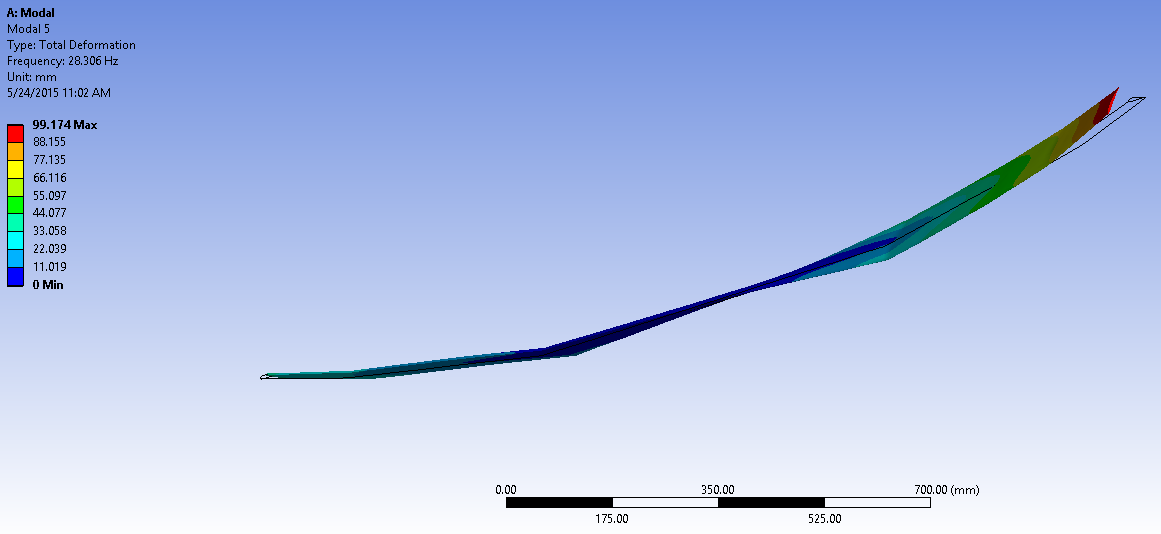 A: Modal
Modal 5
Type: Total Deformation
Frequency: 28.306 Hz
Unit: mm
5/24/2015 11:02 AM
99.174 Max
88.155
77.135
66.116
55.097
44.077
33.058
22.039
11.019
0 Min
0.00 350.00 700.00 (mm)
175.00 525.00